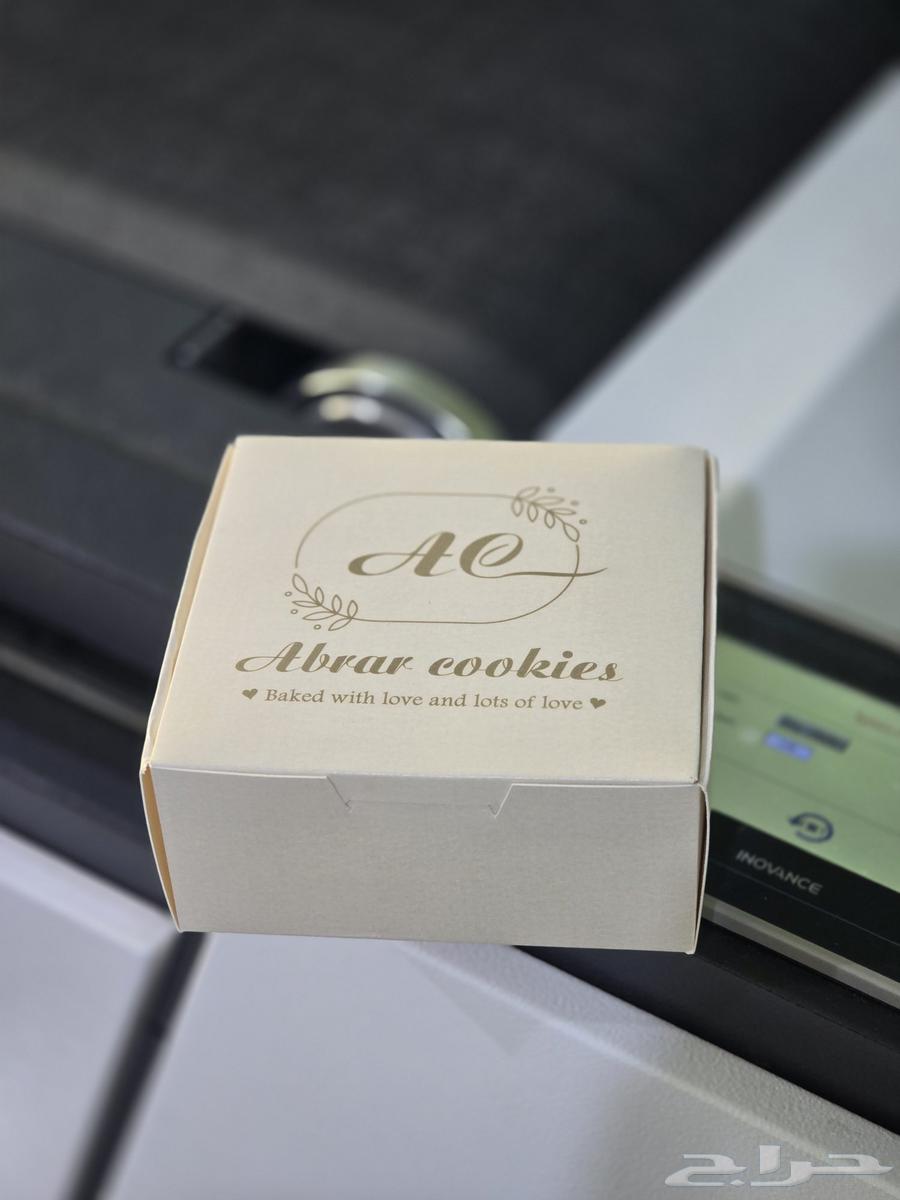 AC
Abrar cookies
♥ Baked with love and lots of love ♥
INOVANCE
حراج